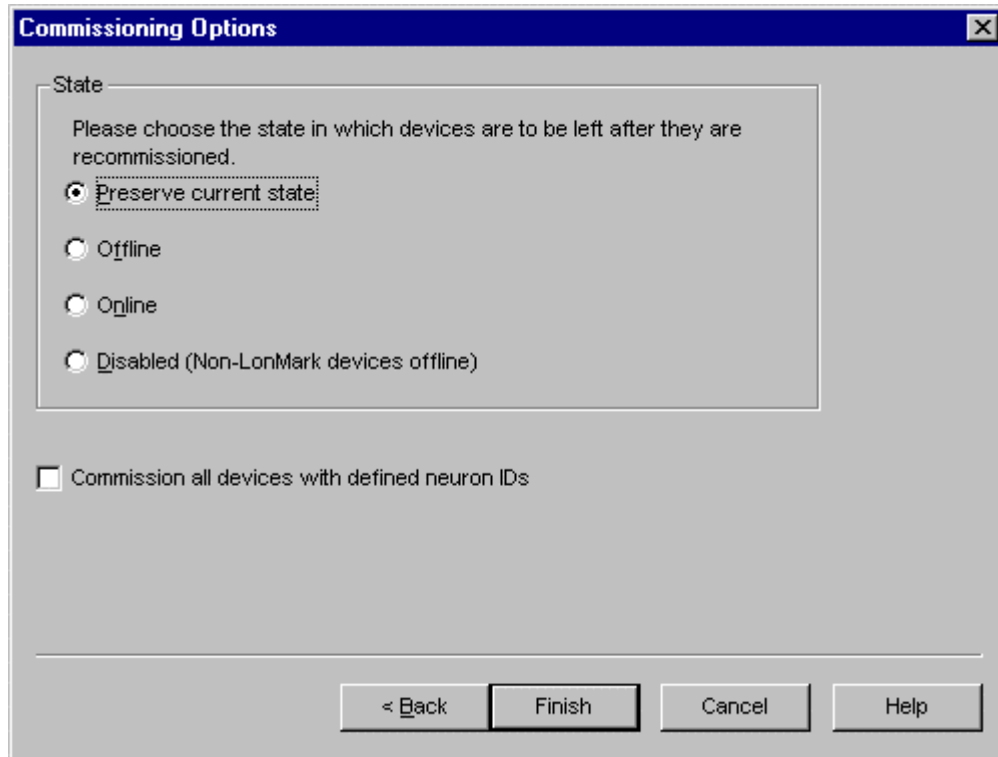 Commissioning Options
State
Please choose the state in which devices are to be left after they are
recommissioned.
Preserve current state
Offline
Online
Disabled (Non-LonMark devices offline)
Commission all devices with defined neuron IDs
< Back
Finish
Cancel
Help